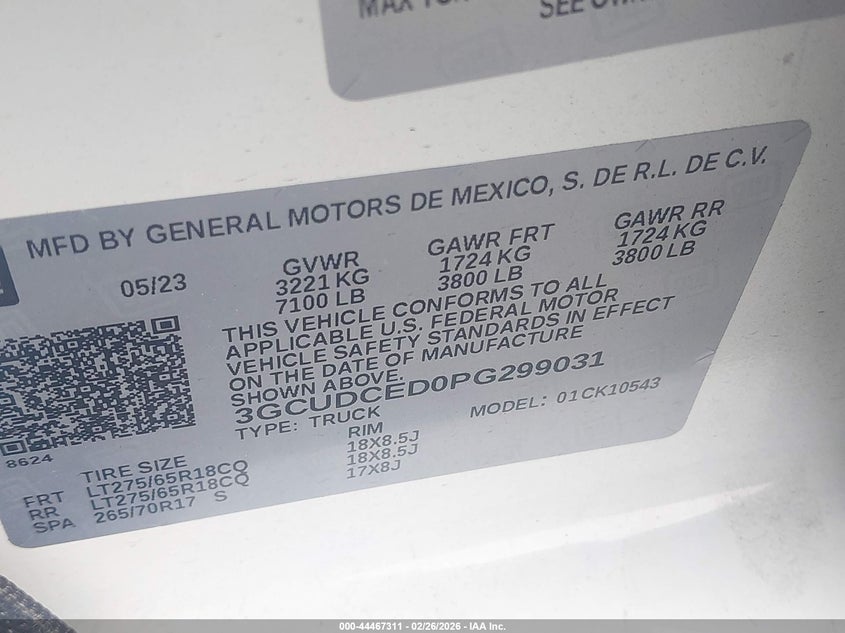 MFD BY GENERAL MOTORS DE MEXICO, S. DE R.L. DE C.V.
05/23
GVWR
3221 KG
7100 LB
GAWR FRT
1724 KG
3800 LB
GAWR RR
1724 KG
3800 LB
THIS VEHICLE CONFORMS TO ALL
APPLICABLE U.S. FEDERAL MOTOR
VEHICLE SAFETY STANDARDS IN EFFECT
ON THE DATE OF MANUFACTURE
SHOWN ABOVE.
3GCUDCED0PG299031
TYPE: TRUCK
MODEL: 01CK10543
8624
TIRE SIZE RIM
FRT LT275/65R18CQ 18X8.5J
RR LT275/65R18CQ 18X8.5J
SPA 265/70R17 S 17X8J
000-44467311 - 02/26/2026 - IAA Inc.